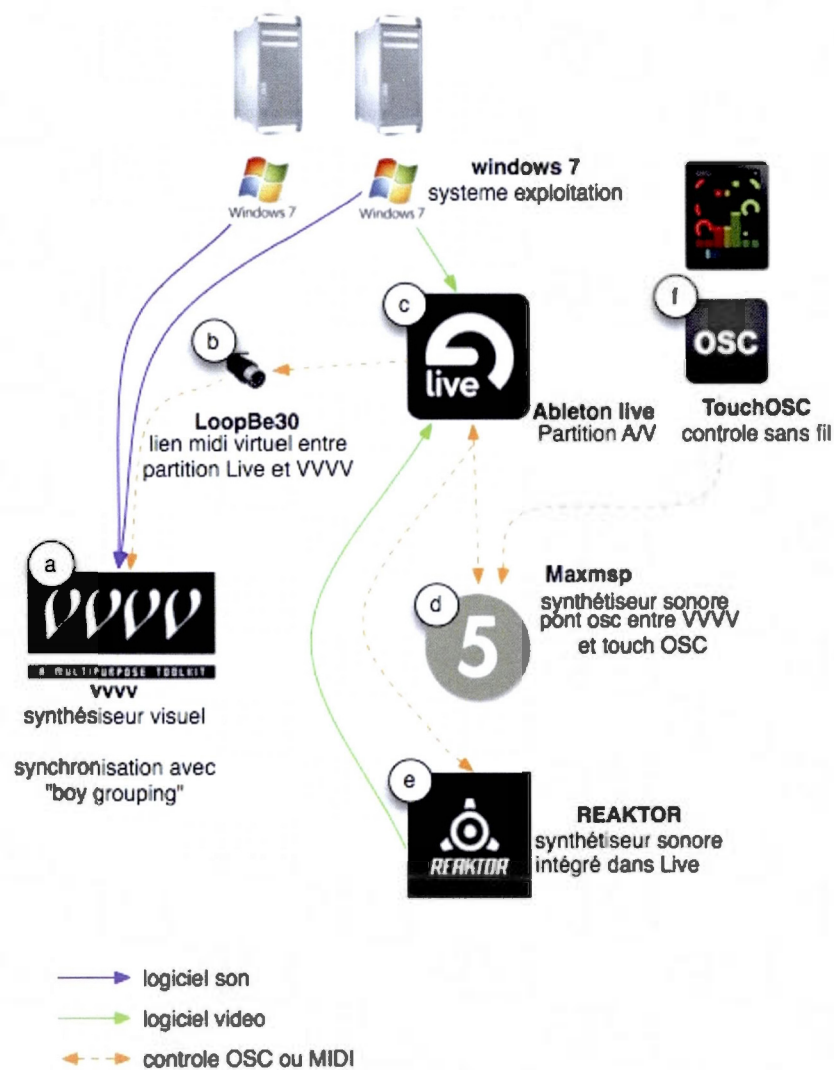 Windows 7
Windows 7
windows 7
systeme exploitation
c
live
Ableton live
Partition A/V
f
OSC
TouchOSC
controle sans fil
b
LoopBe30
lien midi virtuel entre
partition Live et VVVV
a
VVVV
A MULTIPURPOSE TOOLKIT
VVVV
synthésiseur visuel
synchronisation avec
"boy grouping"
d
5
Maxmsp
synthétiseur sonore
pont osc entre VVVV
et touch OSC
e
REAKTOR
REAKTOR
synthétiseur sonore
intégré dans Live
logiciel son
logiciel video
controle OSC ou MIDI